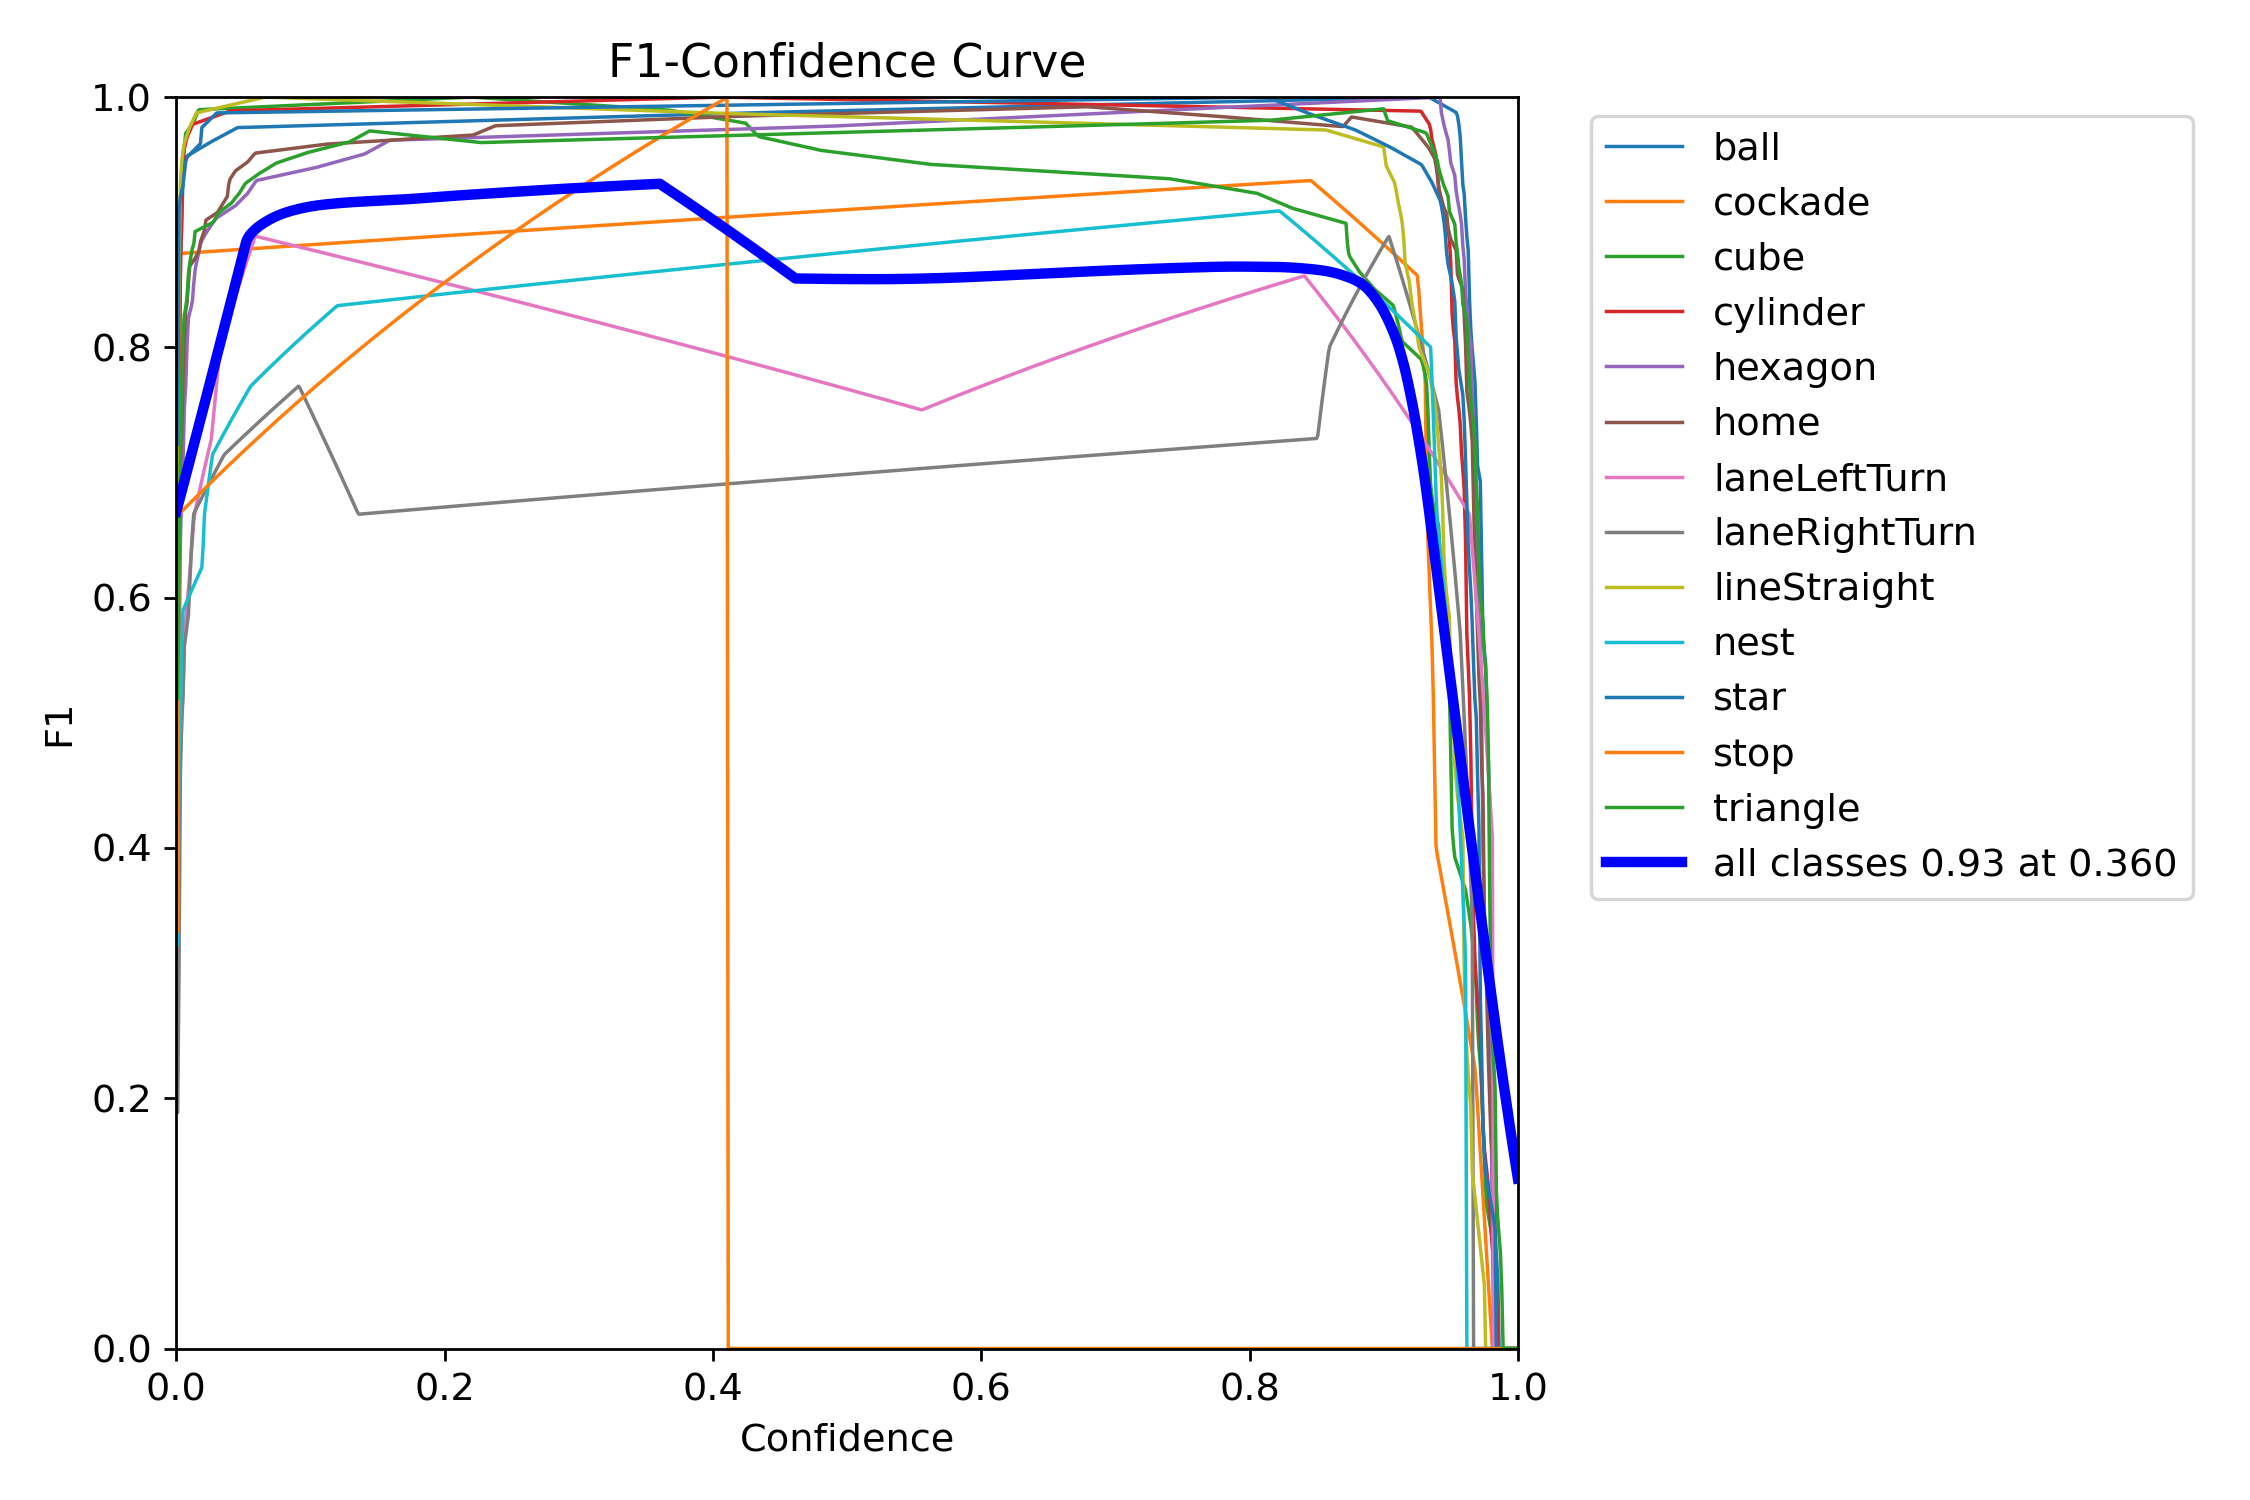 F1-Confidence Curve
1.0
0.8
0.6
0.4
0.2
0.0
F1
0.0 0.2 0.4 0.6 0.8 1.0
Confidence
ball
cockade
cube
cylinder
hexagon
home
laneLeftTurn
laneRightTurn
lineStraight
nest
star
stop
triangle
all classes 0.93 at 0.360